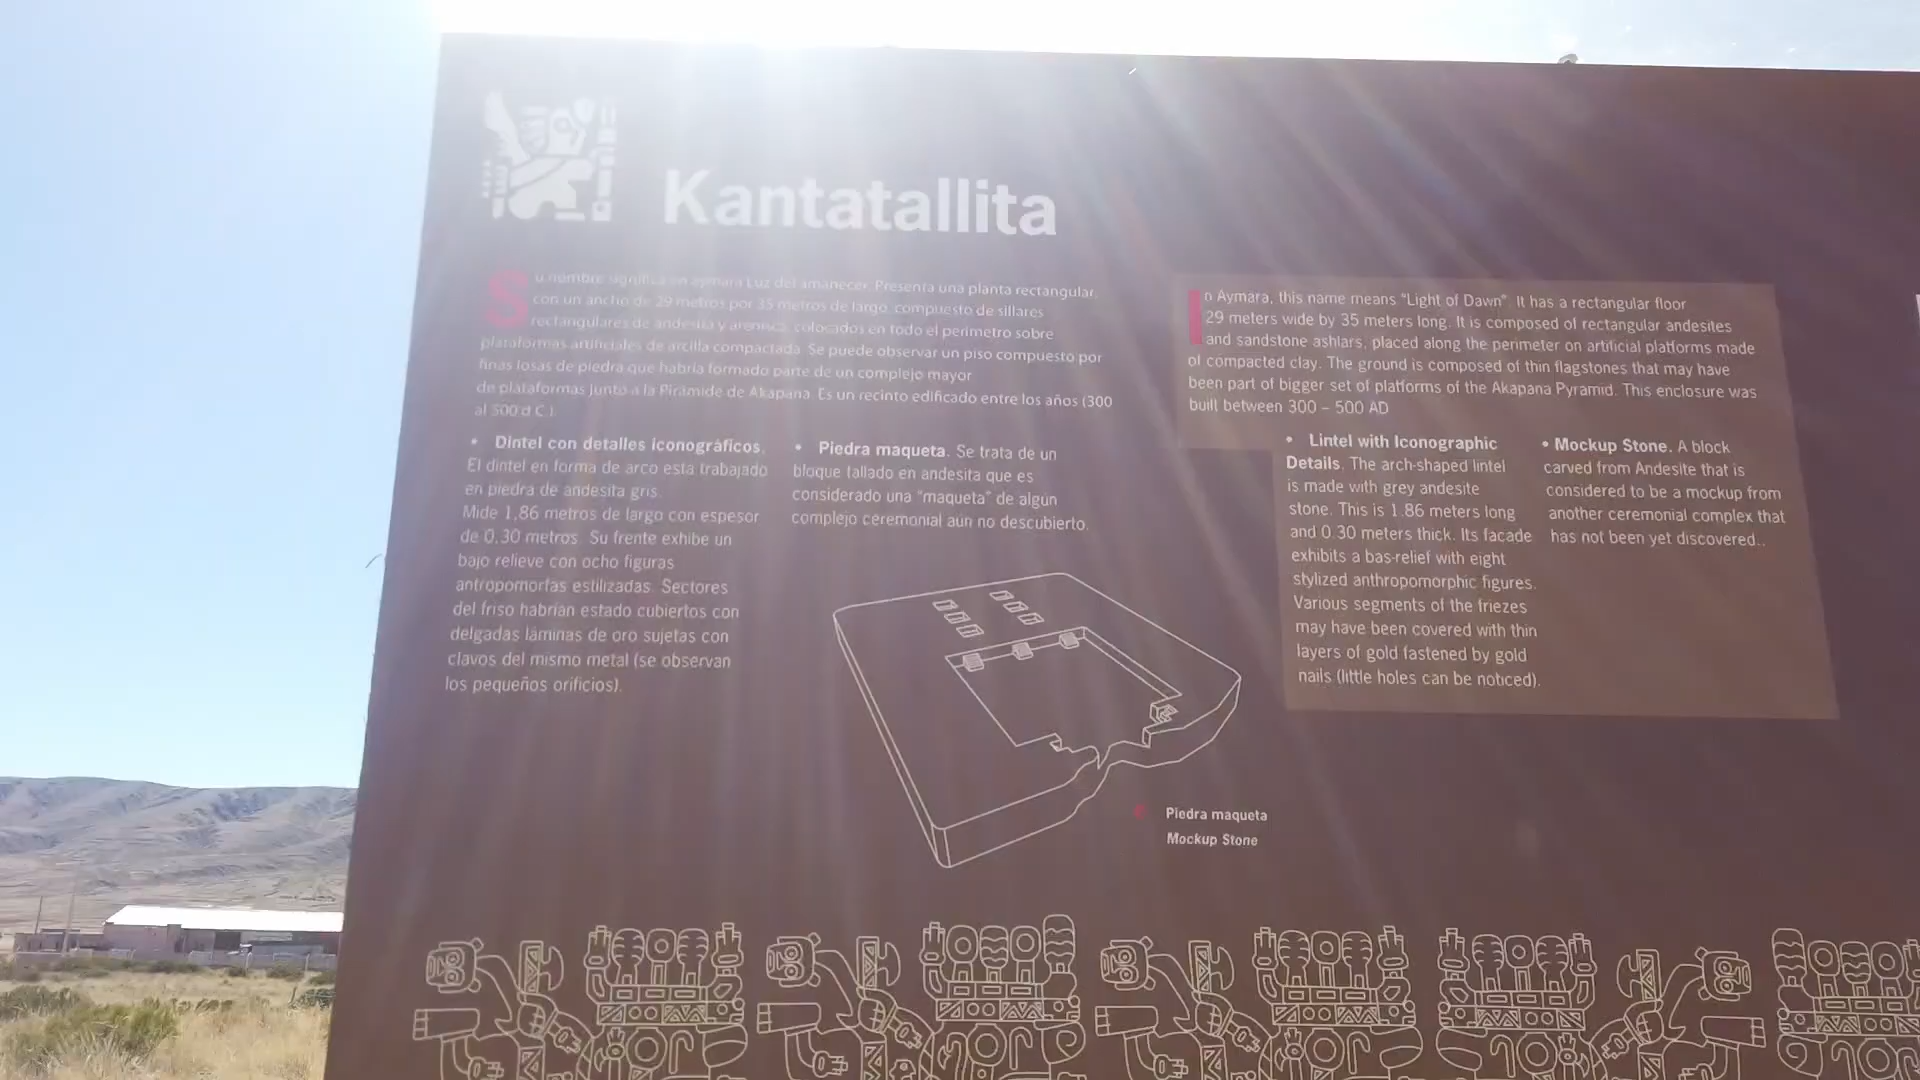 Kantatallita
Su nombre significa en aymara Luz del amanecer. Presenta una planta rectangular,
con un ancho de 29 metros por 35 metros de largo, compuesto de sillares
rectangulares de andesita y arenisca, colocados en todo el perímetro sobre
plataformas artificiales de arcilla compactada. Se puede observar un piso compuesto por
finas losas de piedra que habría formado parte de un complejo mayor
de plataformas junto a la Pirámide de Akapana. Es un recinto edificado entre los años (300
al 500 d.C.).
• Dintel con detalles iconográficos.
El dintel en forma de arco esta trabajado
en piedra de andesita gris.
Mide 1,86 metros de largo con espesor
de 0,30 metros. Su frente exhibe un
bajo relieve con ocho figuras
antropomorfas estilizadas. Sectores
del friso habrían estado cubiertos con
delgadas láminas de oro sujetas con
clavos del mismo metal (se observan
los pequeños orificios).
• Piedra maqueta. Se trata de un
bloque tallado en andesita que es
considerado una "maqueta" de algún
complejo ceremonial aún no descubierto.
In Aymara, this name means "Light of Dawn". It has a rectangular floor
29 meters wide by 35 meters long. It is composed of rectangular andesites
and sandstone ashlars, placed along the perimeter on artificial platforms made
of compacted clay. The ground is composed of thin flagstones that may have
been part of bigger set of platforms of the Akapana Pyramid. This enclosure was
built between 300 – 500 AD
• Lintel with Iconographic
Details. The arch-shaped lintel
is made with grey andesite
stone. This is 1.86 meters long
and 0.30 meters thick. Its facade
exhibits a bas-relief with eight
stylized anthropomorphic figures.
Various segments of the friezes
may have been covered with thin
layers of gold fastened by gold
nails (little holes can be noticed).
• Mockup Stone. A block
carved from Andesite that is
considered to be a mockup from
another ceremonial complex that
has not been yet discovered..
Piedra maqueta
Mockup Stone